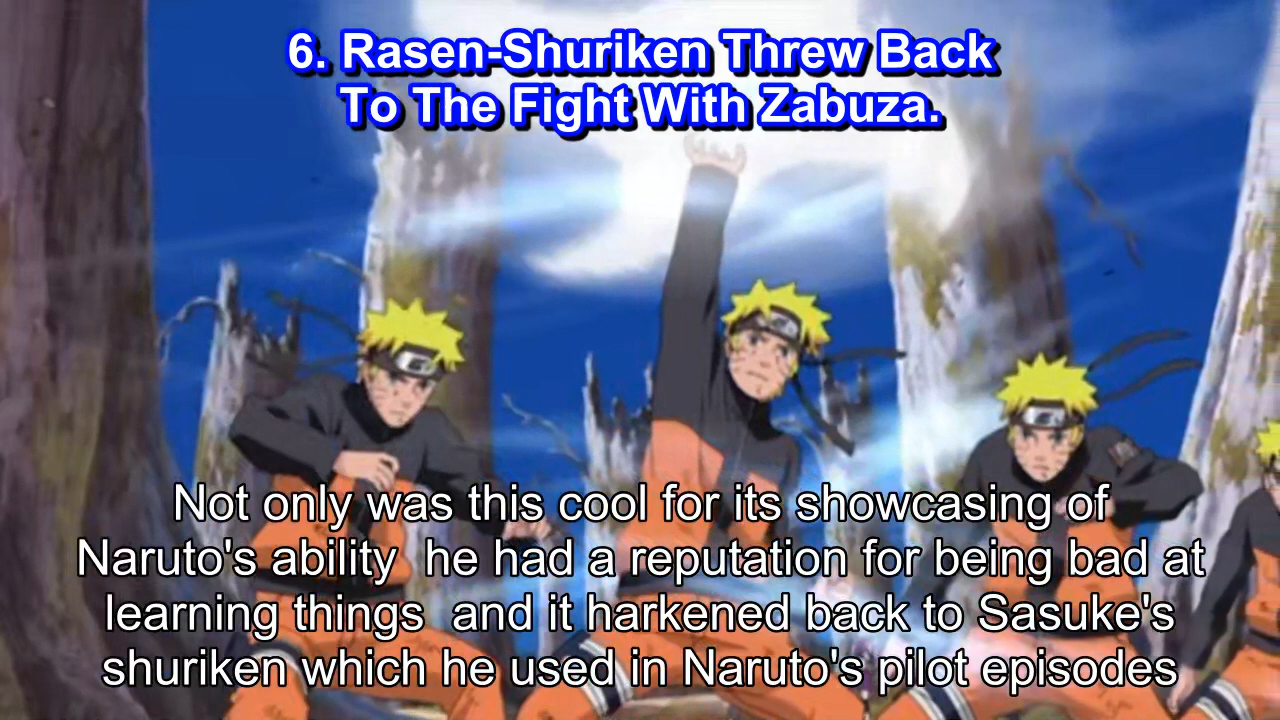 6. Rasen-Shuriken Threw Back
To The Fight With Zabuza.
Not only was this cool for its showcasing of
Naruto's ability  he had a reputation for being bad at
learning things  and it harkened back to Sasuke's
shuriken which he used in Naruto's pilot episodes